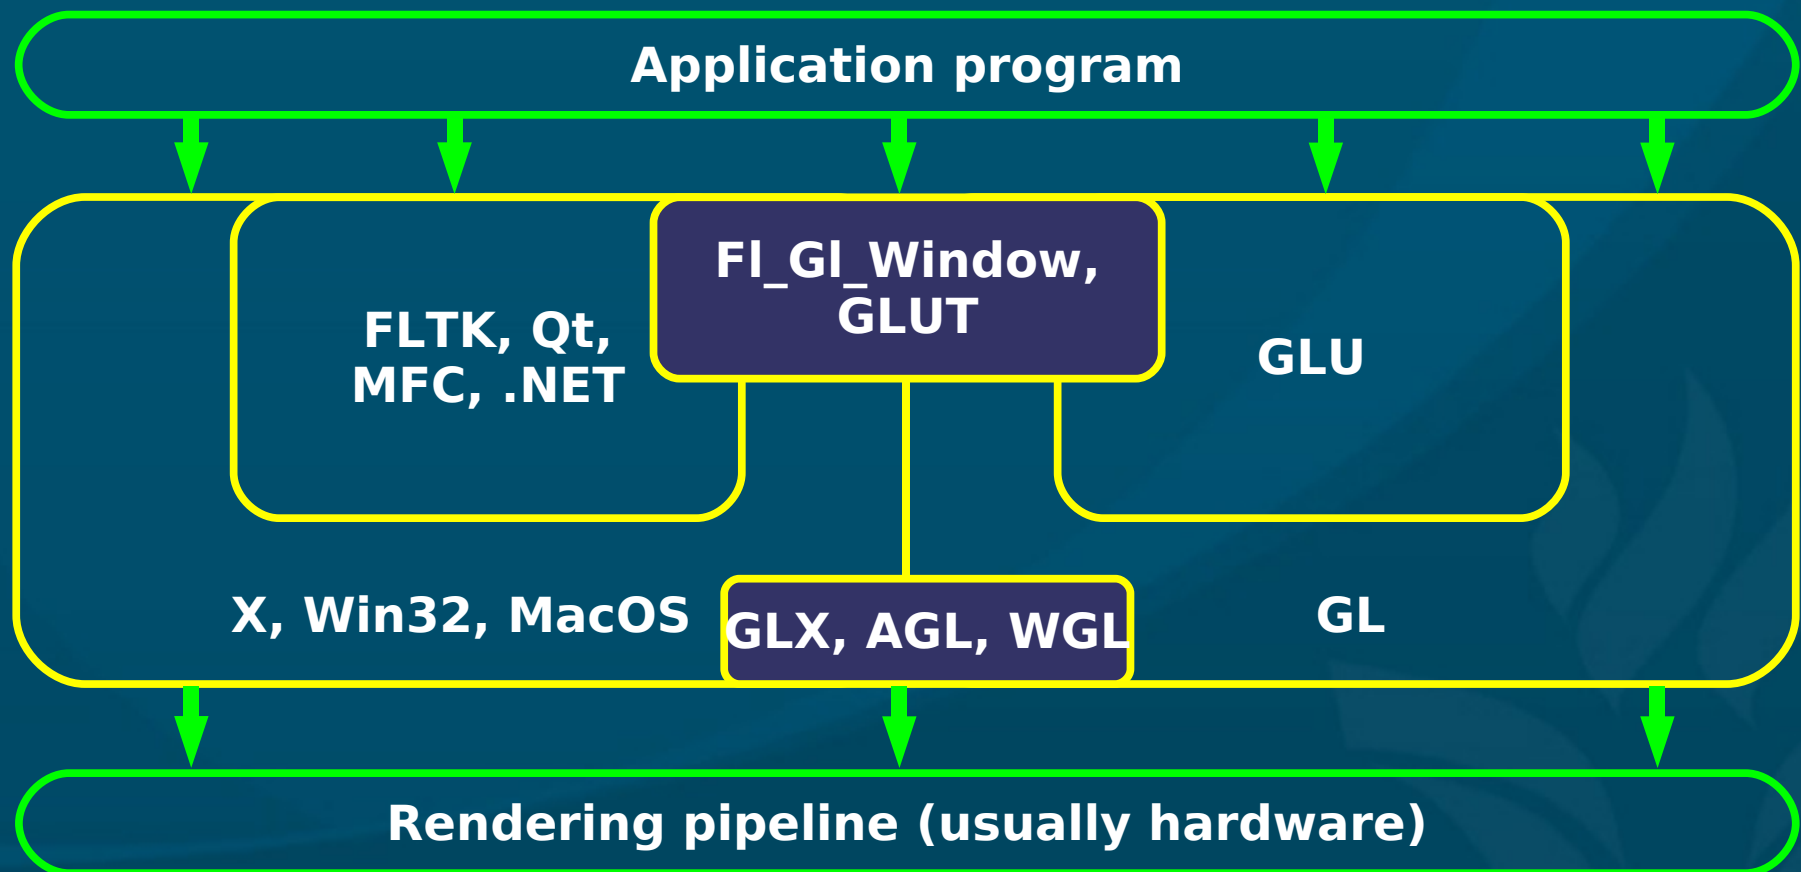 Application program
Fl_Gl_Window,
GLUT
FLTK, Qt,
MFC, .NET
GLU
X, Win32, MacOS
GLX, AGL, WGL
GL
Rendering pipeline (usually hardware)